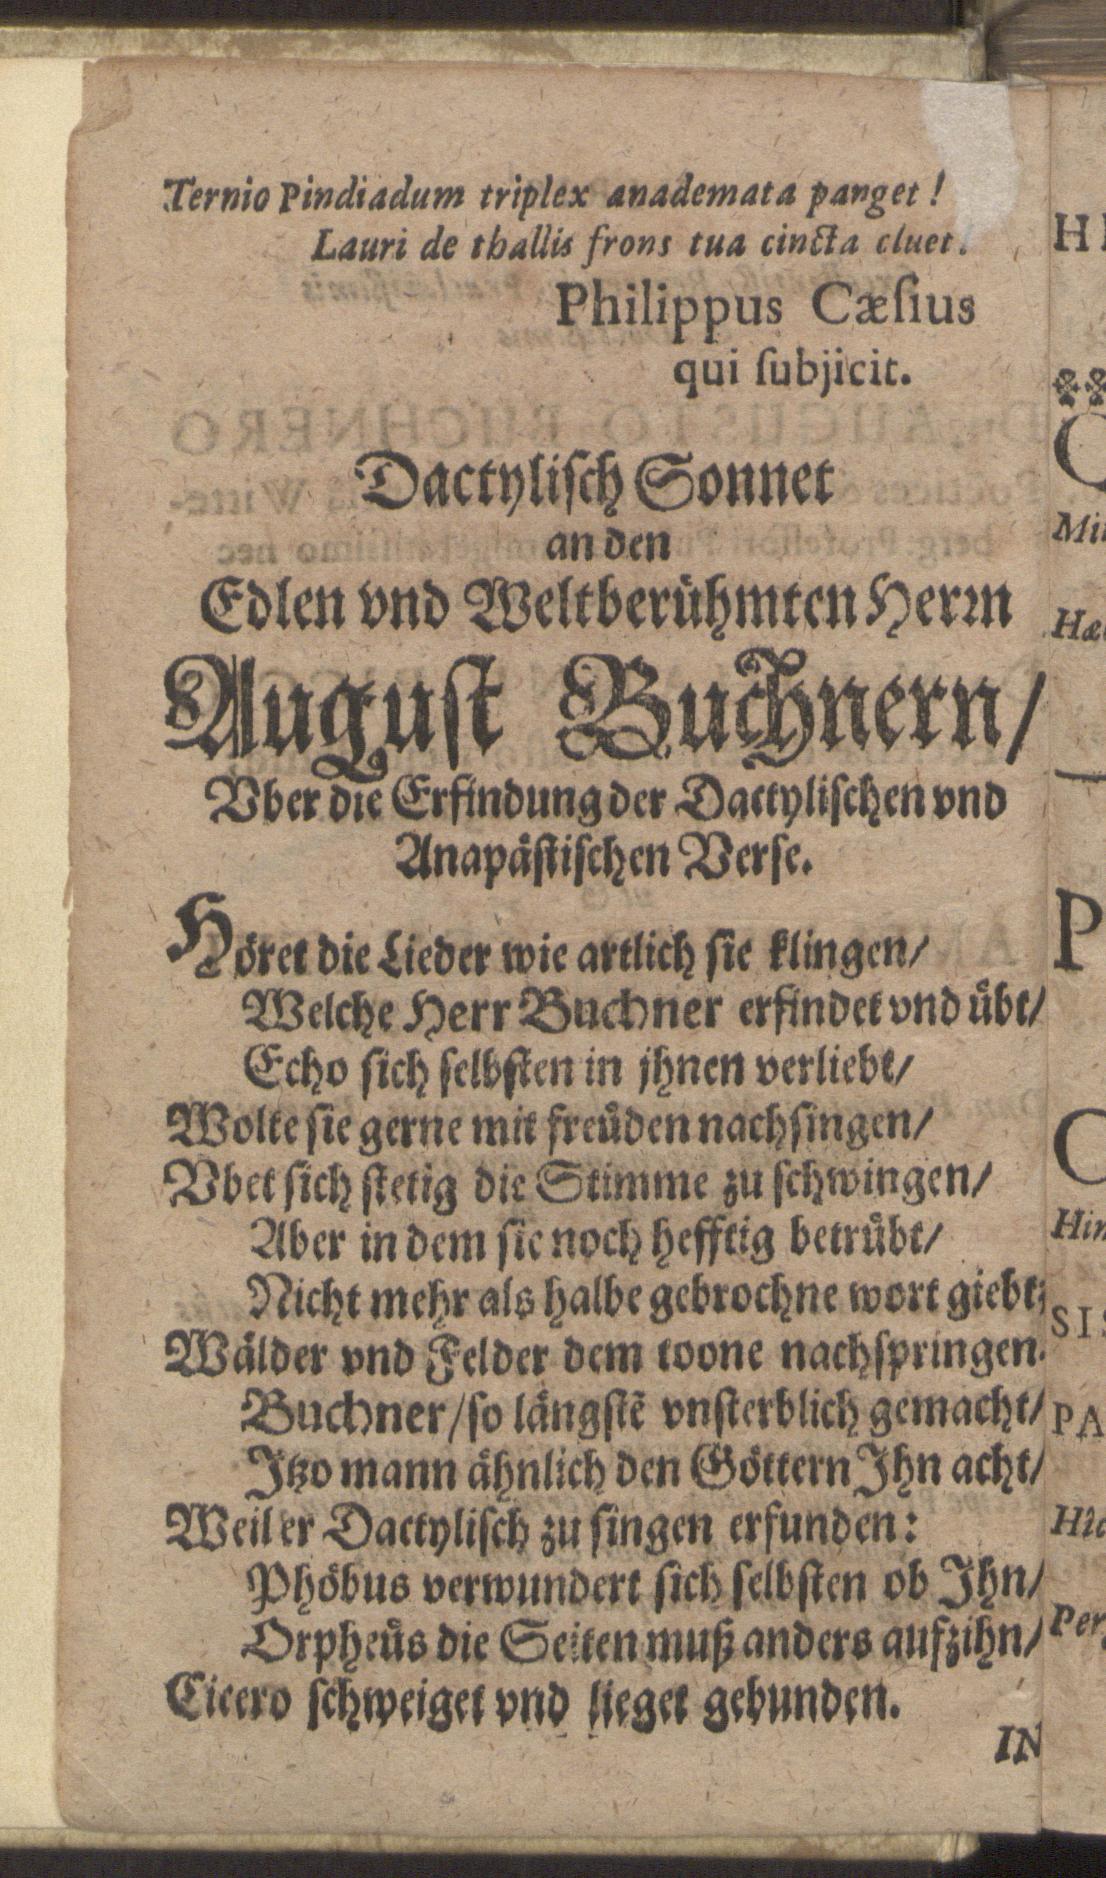 Ternio Pindiadum triplex anademata panget!
Lauri de thallis frons tua cincta cluet!
Philippus Cæſius
qui ſubjicit.
Dactyliſch Sonnet
an den
Edlen vnd Weltberühmten Herꝛn
Auguſt Buchnern/
Vber die Erfindung der Dactyliſchen vnd
Anapäſtiſchen Verſe.
Höret die Lieder wie artlich ſie klingen/
Welche Herr Buchner erfindet vnd übt/
Echo ſich ſelbſten in jhnen verliebt/
Wolte ſie gerne mit freüden nachſingen/
Vbet ſich ſtetig die Stimme zu ſchwingen/
Aber in dem ſie noch hefftig betrübt/
Nicht mehr als halbe gebrochne wort giebt;
Wälder vnd Felder dem toone nachſpringen.
Buchner/ſo längſtẽ vnſterblich gemacht/
Itzo mann ähnlich den Göttern Ihn acht/
Weil er Dactyliſch zu ſingen erfunden:
Phöbus verwundert ſich ſelbſten ob Ihn/
Orpheüs die Seiten muß anders aufzihn/
Cicero ſchweiget vnd lieget gebunden.
IN